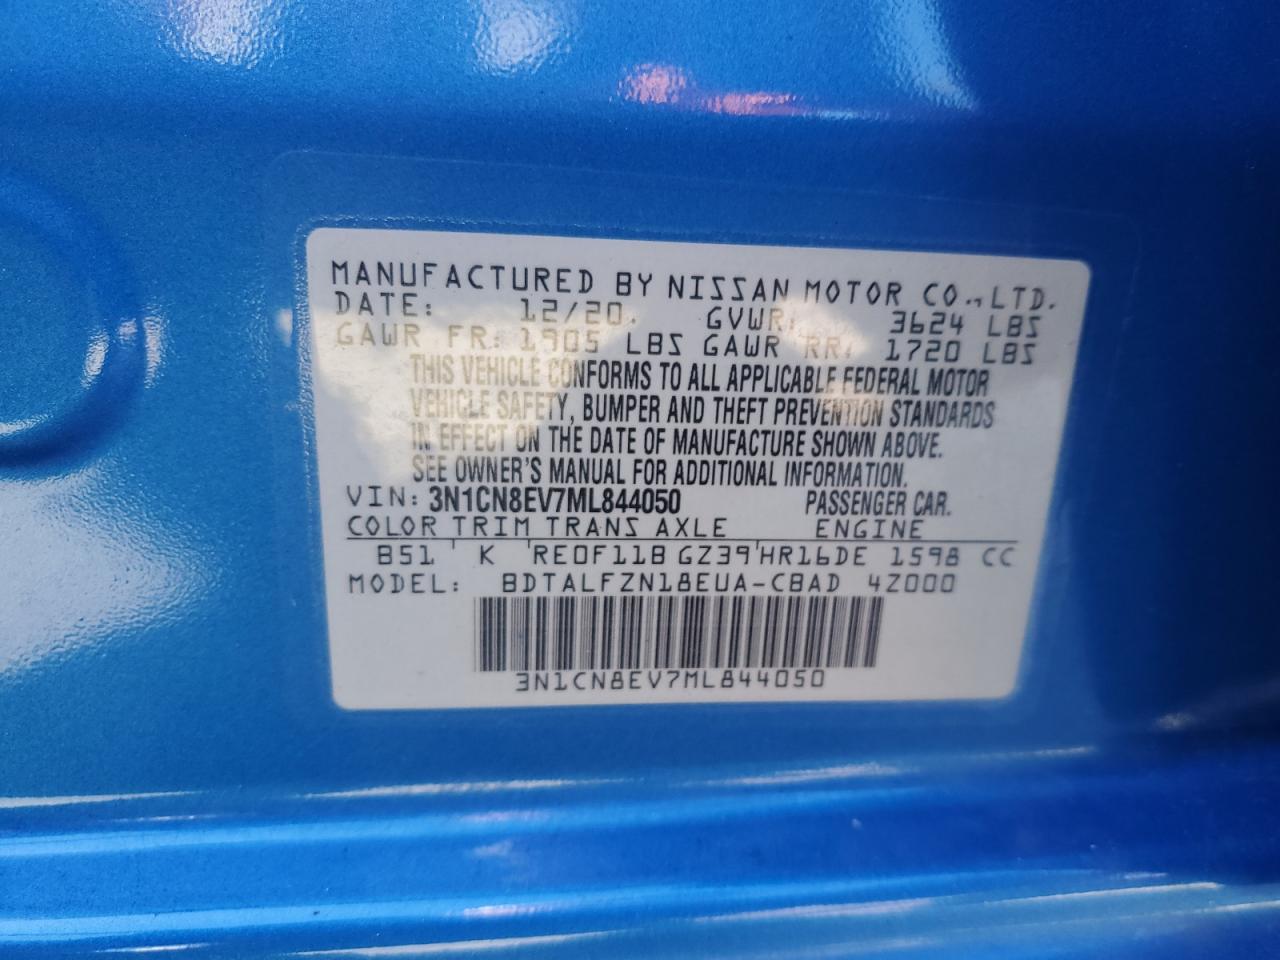 MANUFACTURED BY NISSAN MOTOR CO., LTD.
DATE: 12/20. GVWR: 3624 LBS
GAWR FR: 1905 LBS GAWR RR: 1720 LBS
THIS VEHICLE CONFORMS TO ALL APPLICABLE FEDERAL MOTOR
VEHICLE SAFETY, BUMPER AND THEFT PREVENTION STANDARDS
IN EFFECT ON THE DATE OF MANUFACTURE SHOWN ABOVE.
SEE OWNER'S MANUAL FOR ADDITIONAL INFORMATION.
VIN: 3N1CN8EV7ML844050 PASSENGER CAR.
COLOR TRIM TRANS AXLE ENGINE
B51 K RE0F11B GZ39 HR16DE 1598 CC
MODEL: BDTALFZN18EUA-CBAD 4Z000
3N1CN8EV7ML844050